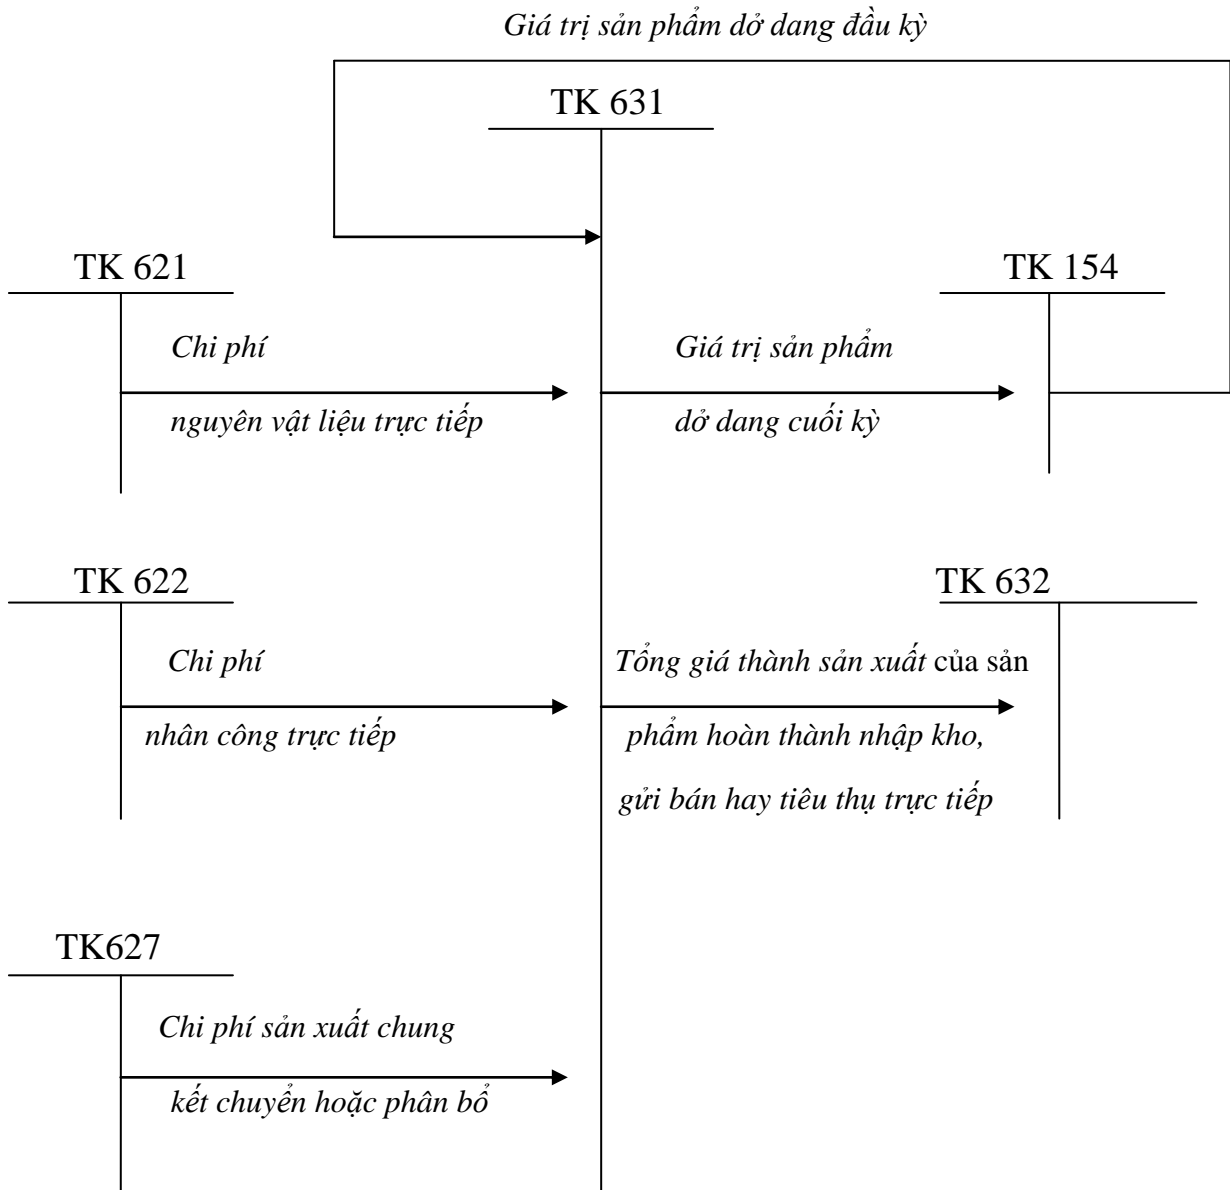 Giá trị sản phẩm dở dang đầu kỳ
TK 631
TK 621
TK 154
Chi phí
Giá trị sản phẩm
nguyên vật liệu trực tiếp
dở dang cuối kỳ
TK 622
TK 632
Chi phí
Tổng giá thành sản xuất của sản
nhân công trực tiếp
phẩm hoàn thành nhập kho,
gửi bán hay tiêu thụ trực tiếp
TK627
Chi phí sản xuất chung
kết chuyển hoặc phân bổ